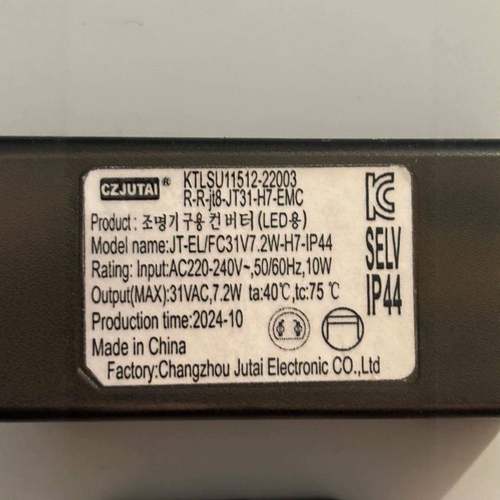 CZJUTAI ® KTLSU11512-22003
R-R-jt8-JT31-H7-EMC
Product : 조명기구용 컨버터 (LED용)
Model name:JT-EL/FC31V7.2W-H7-IP44
Rating: Input:AC220-240V~,50/60Hz,10W
Output(MAX):31VAC,7.2W ta:40℃,tc:75℃
Production time:2024-10
Made in China
Factory:Changzhou Jutai Electronic CO.,Ltd
KC
SELV
IP44